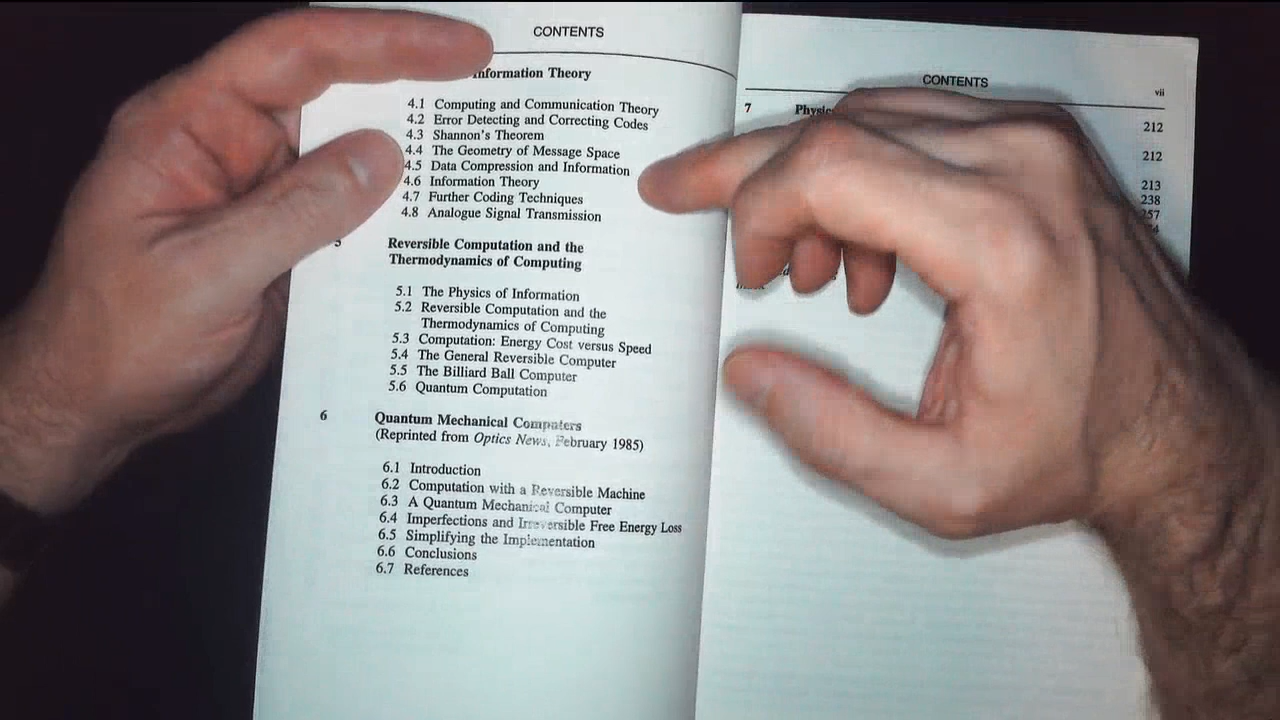 CONTENTS
Information Theory
4.1 Computing and Communication Theory
4.2 Error Detecting and Correcting Codes
4.3 Shannon's Theorem
4.4 The Geometry of Message Space
4.5 Data Compression and Information
4.6 Information Theory
4.7 Further Coding Techniques
4.8 Analogue Signal Transmission
5 Reversible Computation and the
Thermodynamics of Computing
5.1 The Physics of Information
5.2 Reversible Computation and the
Thermodynamics of Computing
5.3 Computation: Energy Cost versus Speed
5.4 The General Reversible Computer
5.5 The Billiard Ball Computer
5.6 Quantum Computation
6 Quantum Mechanical Computers
(Reprinted from Optics News, February 1985)
6.1 Introduction
6.2 Computation with a Reversible Machine
6.3 A Quantum Mechanical Computer
6.4 Imperfections and Irreversible Free Energy Loss
6.5 Simplifying the Implementation
6.6 Conclusions
6.7 References
CONTENTS
vii
7
212
212
213
238
257